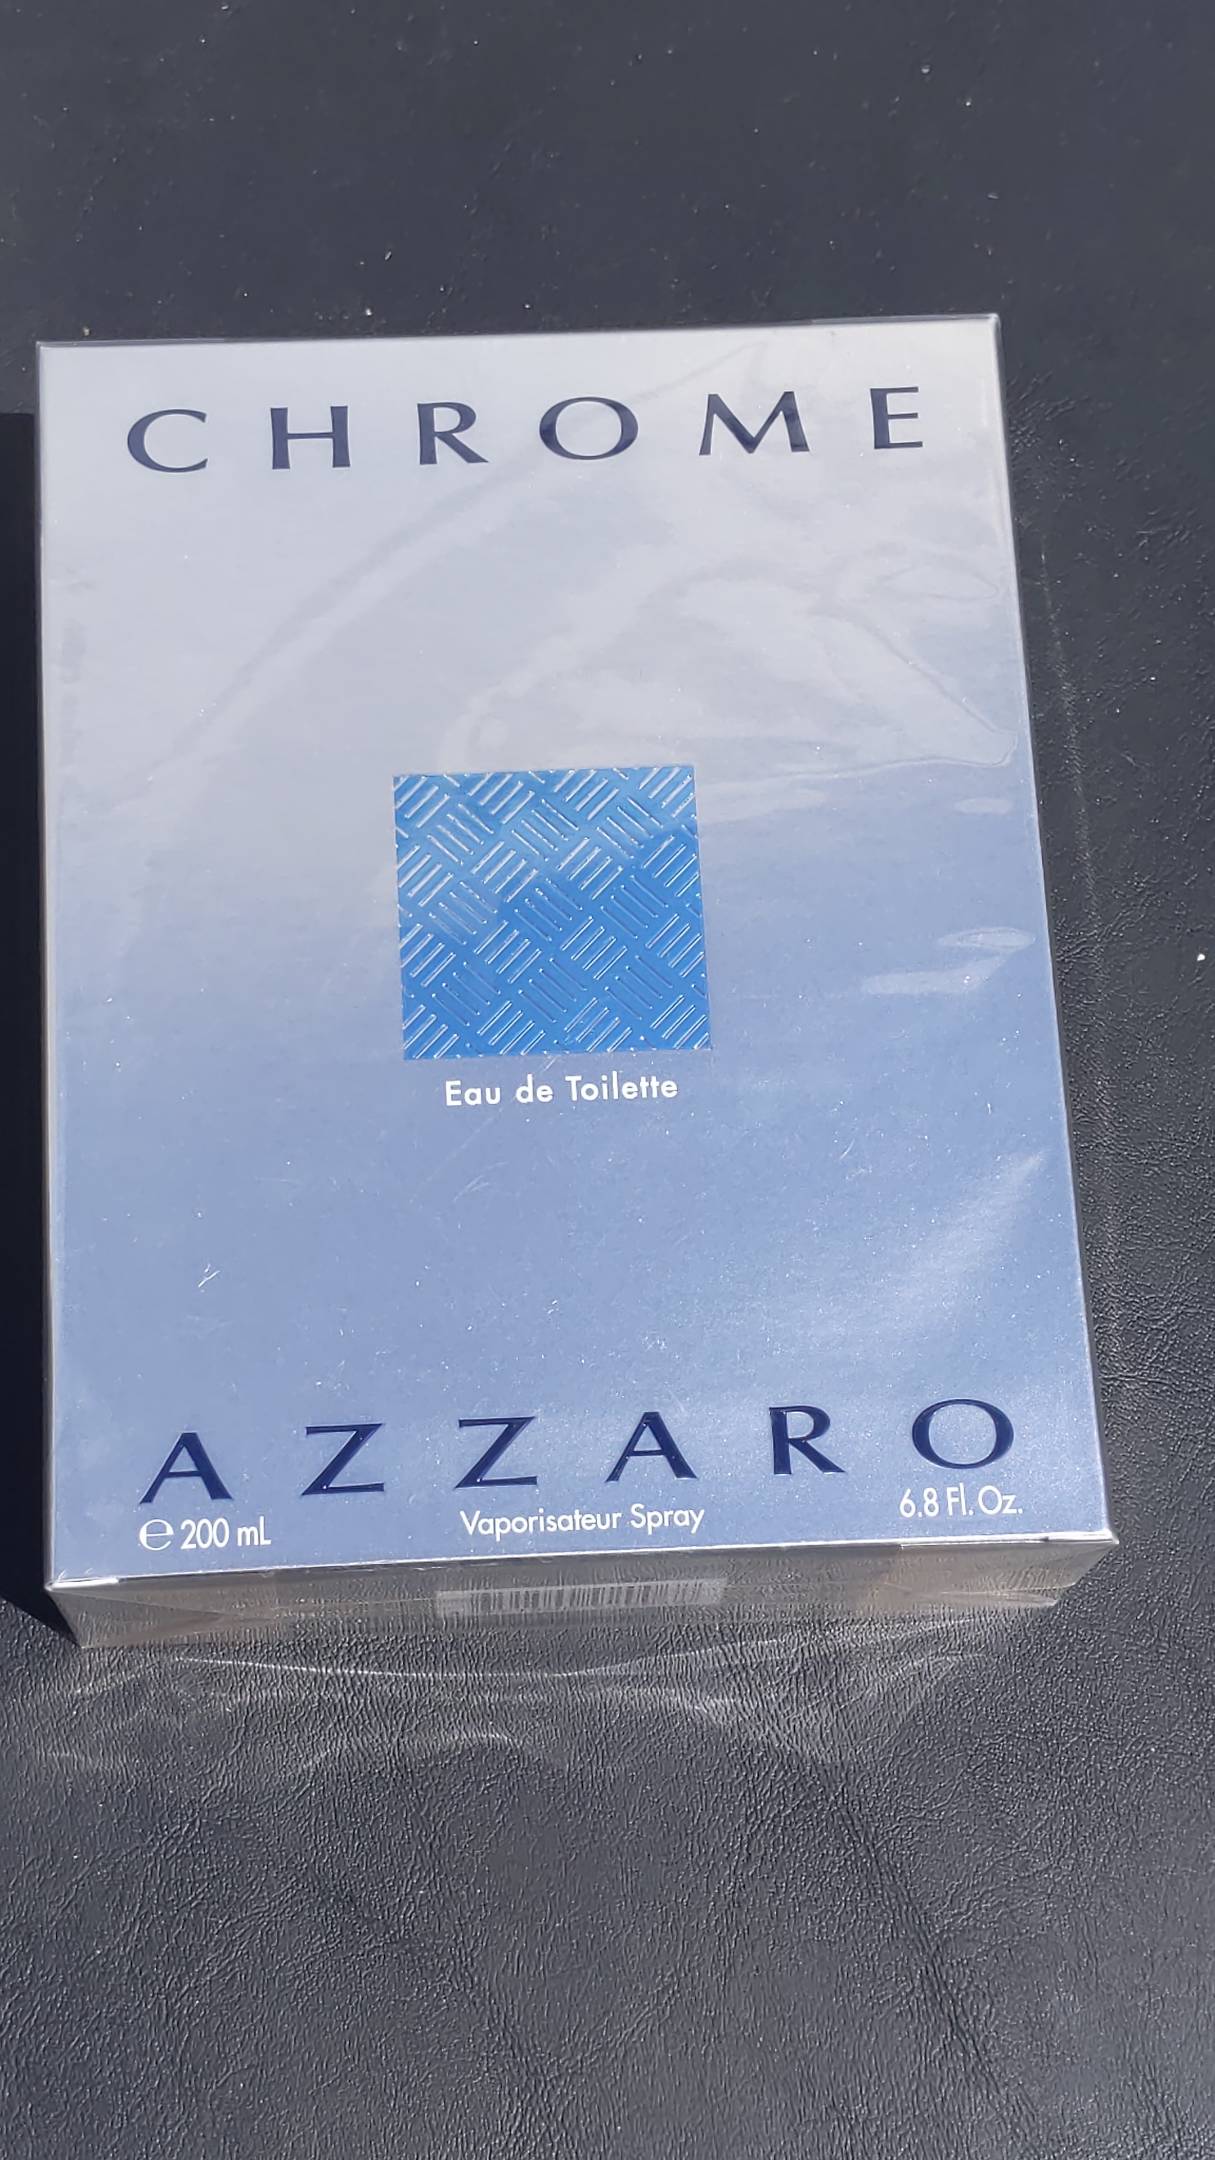 CHROME
Eau de Toilette
AZZARO
℮ 200 mL Vaporisateur Spray 6.8 Fl. Oz.